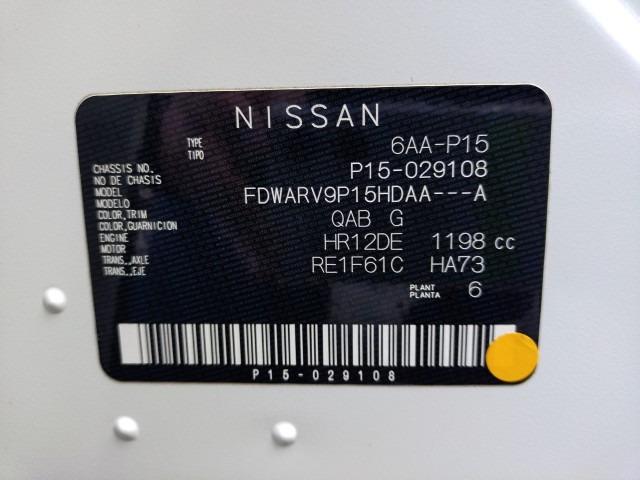 NISSAN
TYPE TIPO 6AA-P15
CHASSIS NO. NO DE CHASIS P15-029108
MODEL MODELO FDWARV9P15HDAA---A
COLOR,TRIM COLOR,GUARNICION QAB G
ENGINE MOTOR HR12DE 1198 cc
TRANS.,AXLE TRANS.,EJE RE1F61C HA73
PLANT PLANTA 6
P15-029108